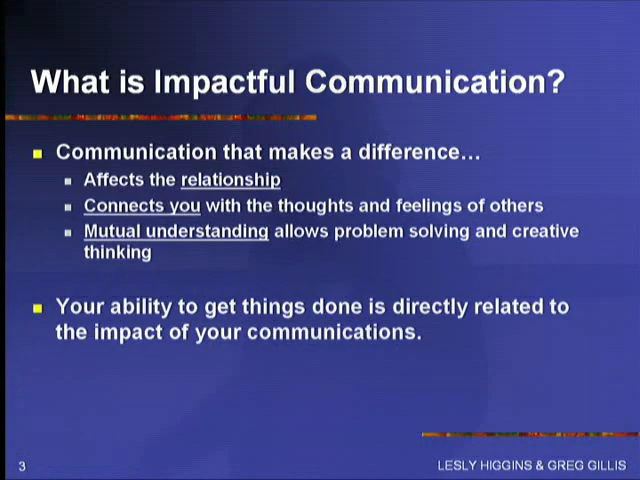 What is Impactful Communication?
Communication that makes a difference…
Affects the relationship
Connects you with the thoughts and feelings of others
Mutual understanding allows problem solving and creative
thinking
Your ability to get things done is directly related to
the impact of your communications.
3
LESLY HIGGINS & GREG GILLIS